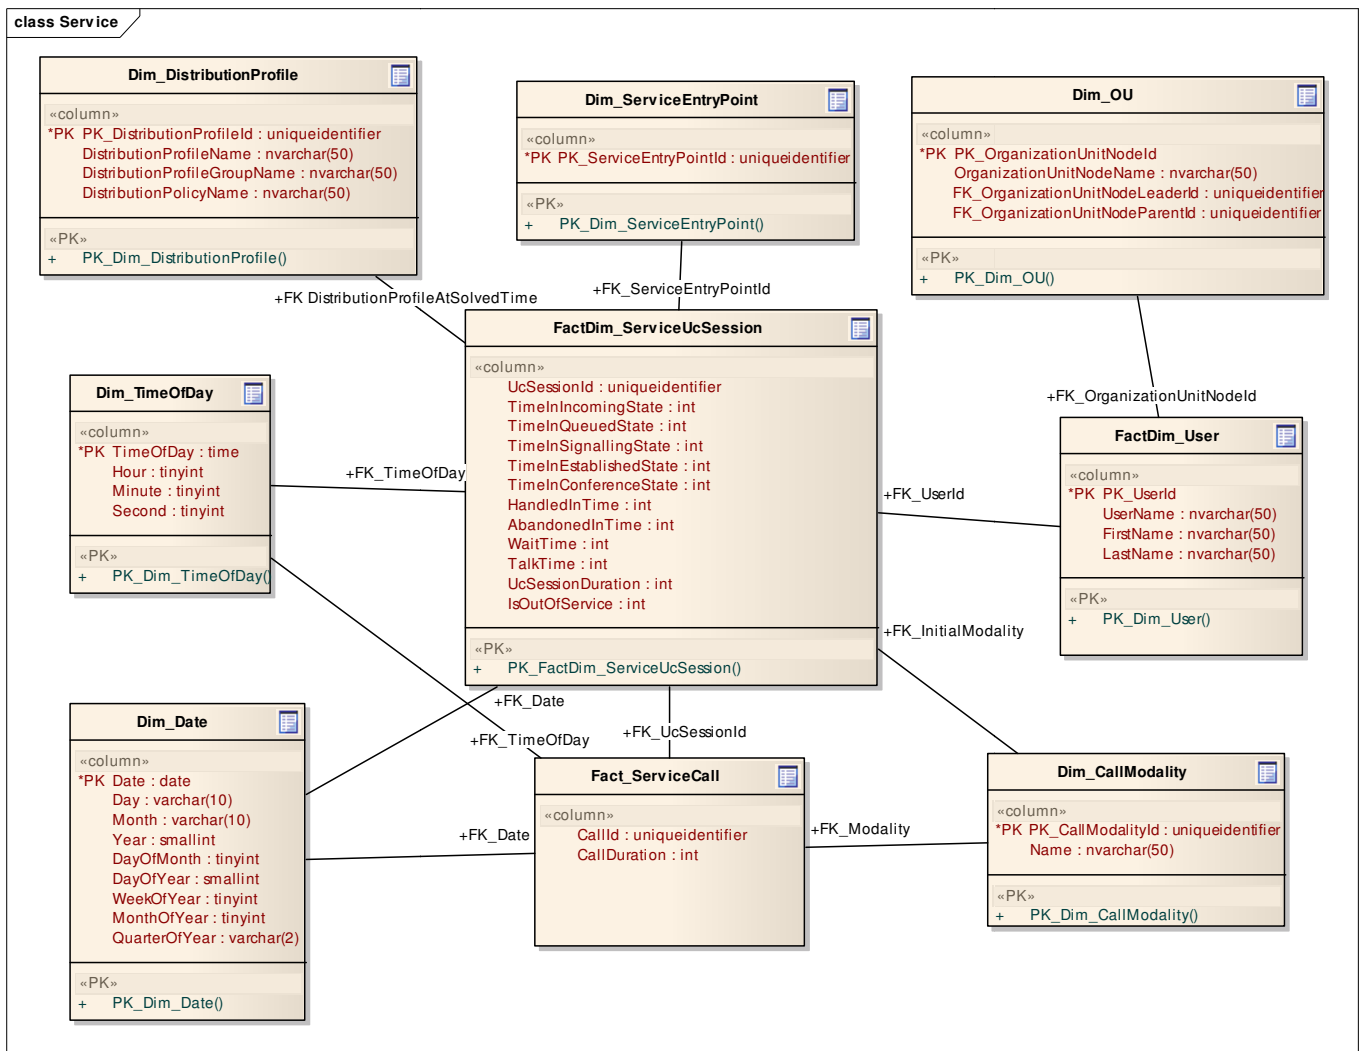 class Service
Dim_DistributionProfile
«column»
*PK PK_DistributionProfileId : uniqueidentifier
DistributionProfileName : nvarchar(50)
DistributionProfileGroupName : nvarchar(50)
DistributionPolicyName : nvarchar(50)
«PK»
+ PK_Dim_DistributionProfile()
Dim_ServiceEntryPoint
«column»
*PK PK_ServiceEntryPointId : uniqueidentifier
«PK»
+ PK_Dim_ServiceEntryPoint()
Dim_OU
«column»
*PK PK_OrganizationUnitNodeId
OrganizationUnitNodeName : nvarchar(50)
FK_OrganizationUnitNodeLeaderId : uniqueidentifier
FK_OrganizationUnitNodeParentId : uniqueidentifier
«PK»
+ PK_Dim_OU()
+FK DistributionProfileAtSolvedTime
+FK_ServiceEntryPointId
+FK_OrganizationUnitNodeId
Dim_TimeOfDay
«column»
*PK TimeOfDay : time
Hour : tinyint
Minute : tinyint
Second : tinyint
«PK»
+ PK_Dim_TimeOfDay()
+FK_TimeOfDay
FactDim_ServiceUcSession
«column»
UcSessionId : uniqueidentifier
TimeInIncomingState : int
TimeInQueuedState : int
TimeInSignallingState : int
TimeInEstablishedState : int
TimeInConferenceState : int
HandledInTime : int
AbandonedInTime : int
WaitTime : int
TalkTime : int
UcSessionDuration : int
IsOutOfService : int
«PK»
+ PK_FactDim_ServiceUcSession()
+FK_UserId
FactDim_User
«column»
*PK PK_UserId
UserName : nvarchar(50)
FirstName : nvarchar(50)
LastName : nvarchar(50)
«PK»
+ PK_Dim_User()
+FK_InitialModality
+FK_Date
+FK_TimeOfDay
+FK_UcSessionId
Dim_Date
«column»
*PK Date : date
Day : varchar(10)
Month : varchar(10)
Year : smallint
DayOfMonth : tinyint
DayOfYear : smallint
WeekOfYear : tinyint
MonthOfYear : tinyint
QuarterOfYear : varchar(2)
«PK»
+ PK_Dim_Date()
+FK_Date
Fact_ServiceCall
«column»
CallId : uniqueidentifier
CallDuration : int
+FK_Modality
Dim_CallModality
«column»
*PK PK_CallModalityId : uniqueidentifier
Name : nvarchar(50)
«PK»
+ PK_Dim_CallModality()